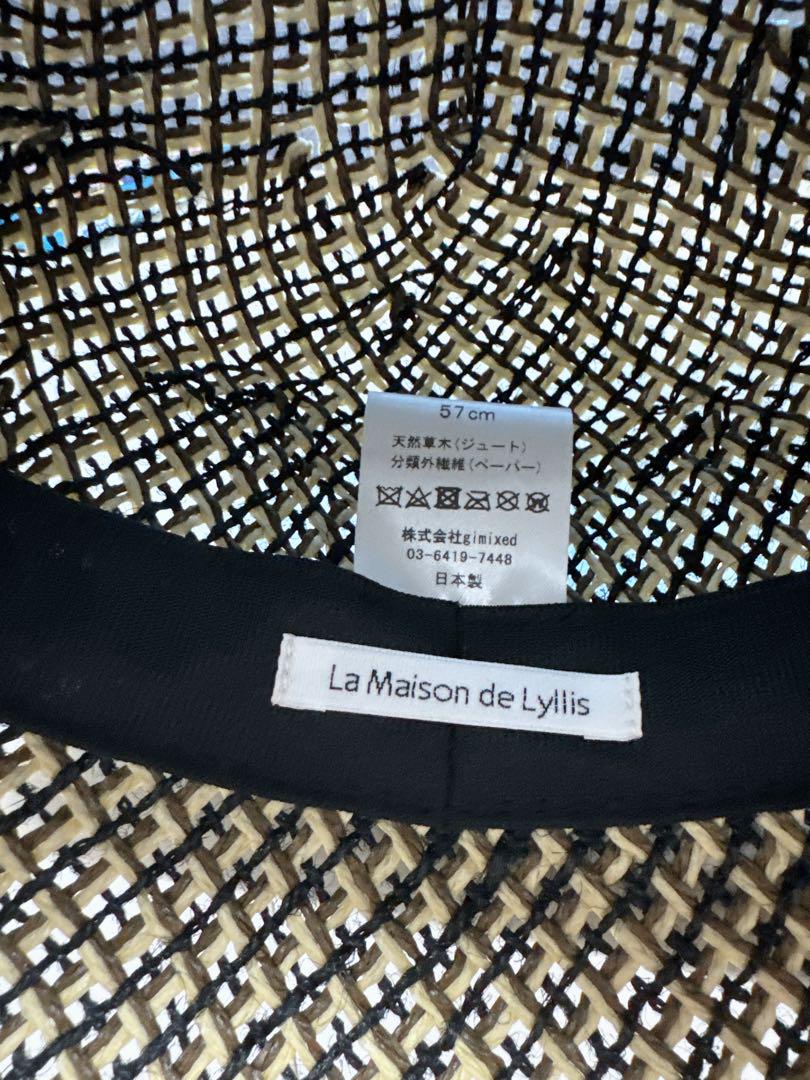 57cm
天然草木(ジュート)
分類外繊維(ペーパー)
株式会社gimixed
03-6419-7448
日本製
La Maison de Lyllis